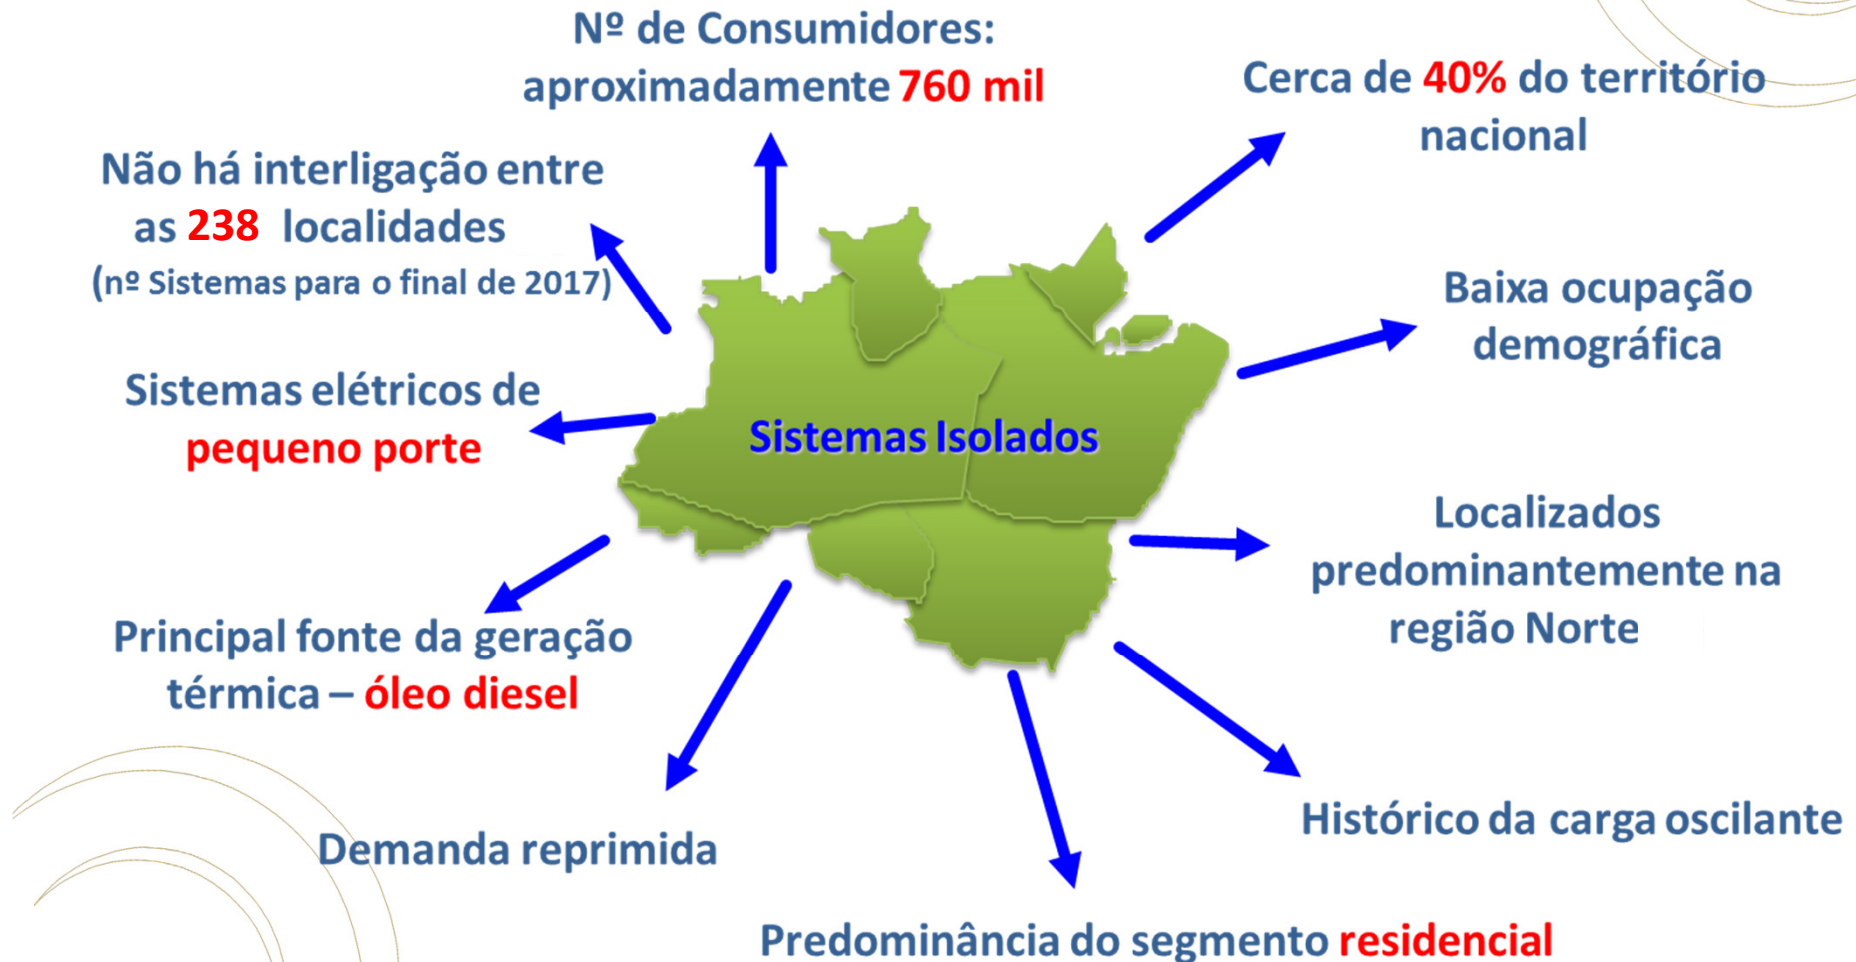 Nº de Consumidores:
aproximadamente 760 mil
Cerca de 40% do território
nacional
Não há interligação entre
as 238 localidades
(nº Sistemas para o final de 2017)
Baixa ocupação
demográfica
Sistemas elétricos de
pequeno porte
Sistemas Isolados
Localizados
predominantemente na
região Norte
Principal fonte da geração
térmica – óleo diesel
Histórico da carga oscilante
Demanda reprimida
Predominância do segmento residencial